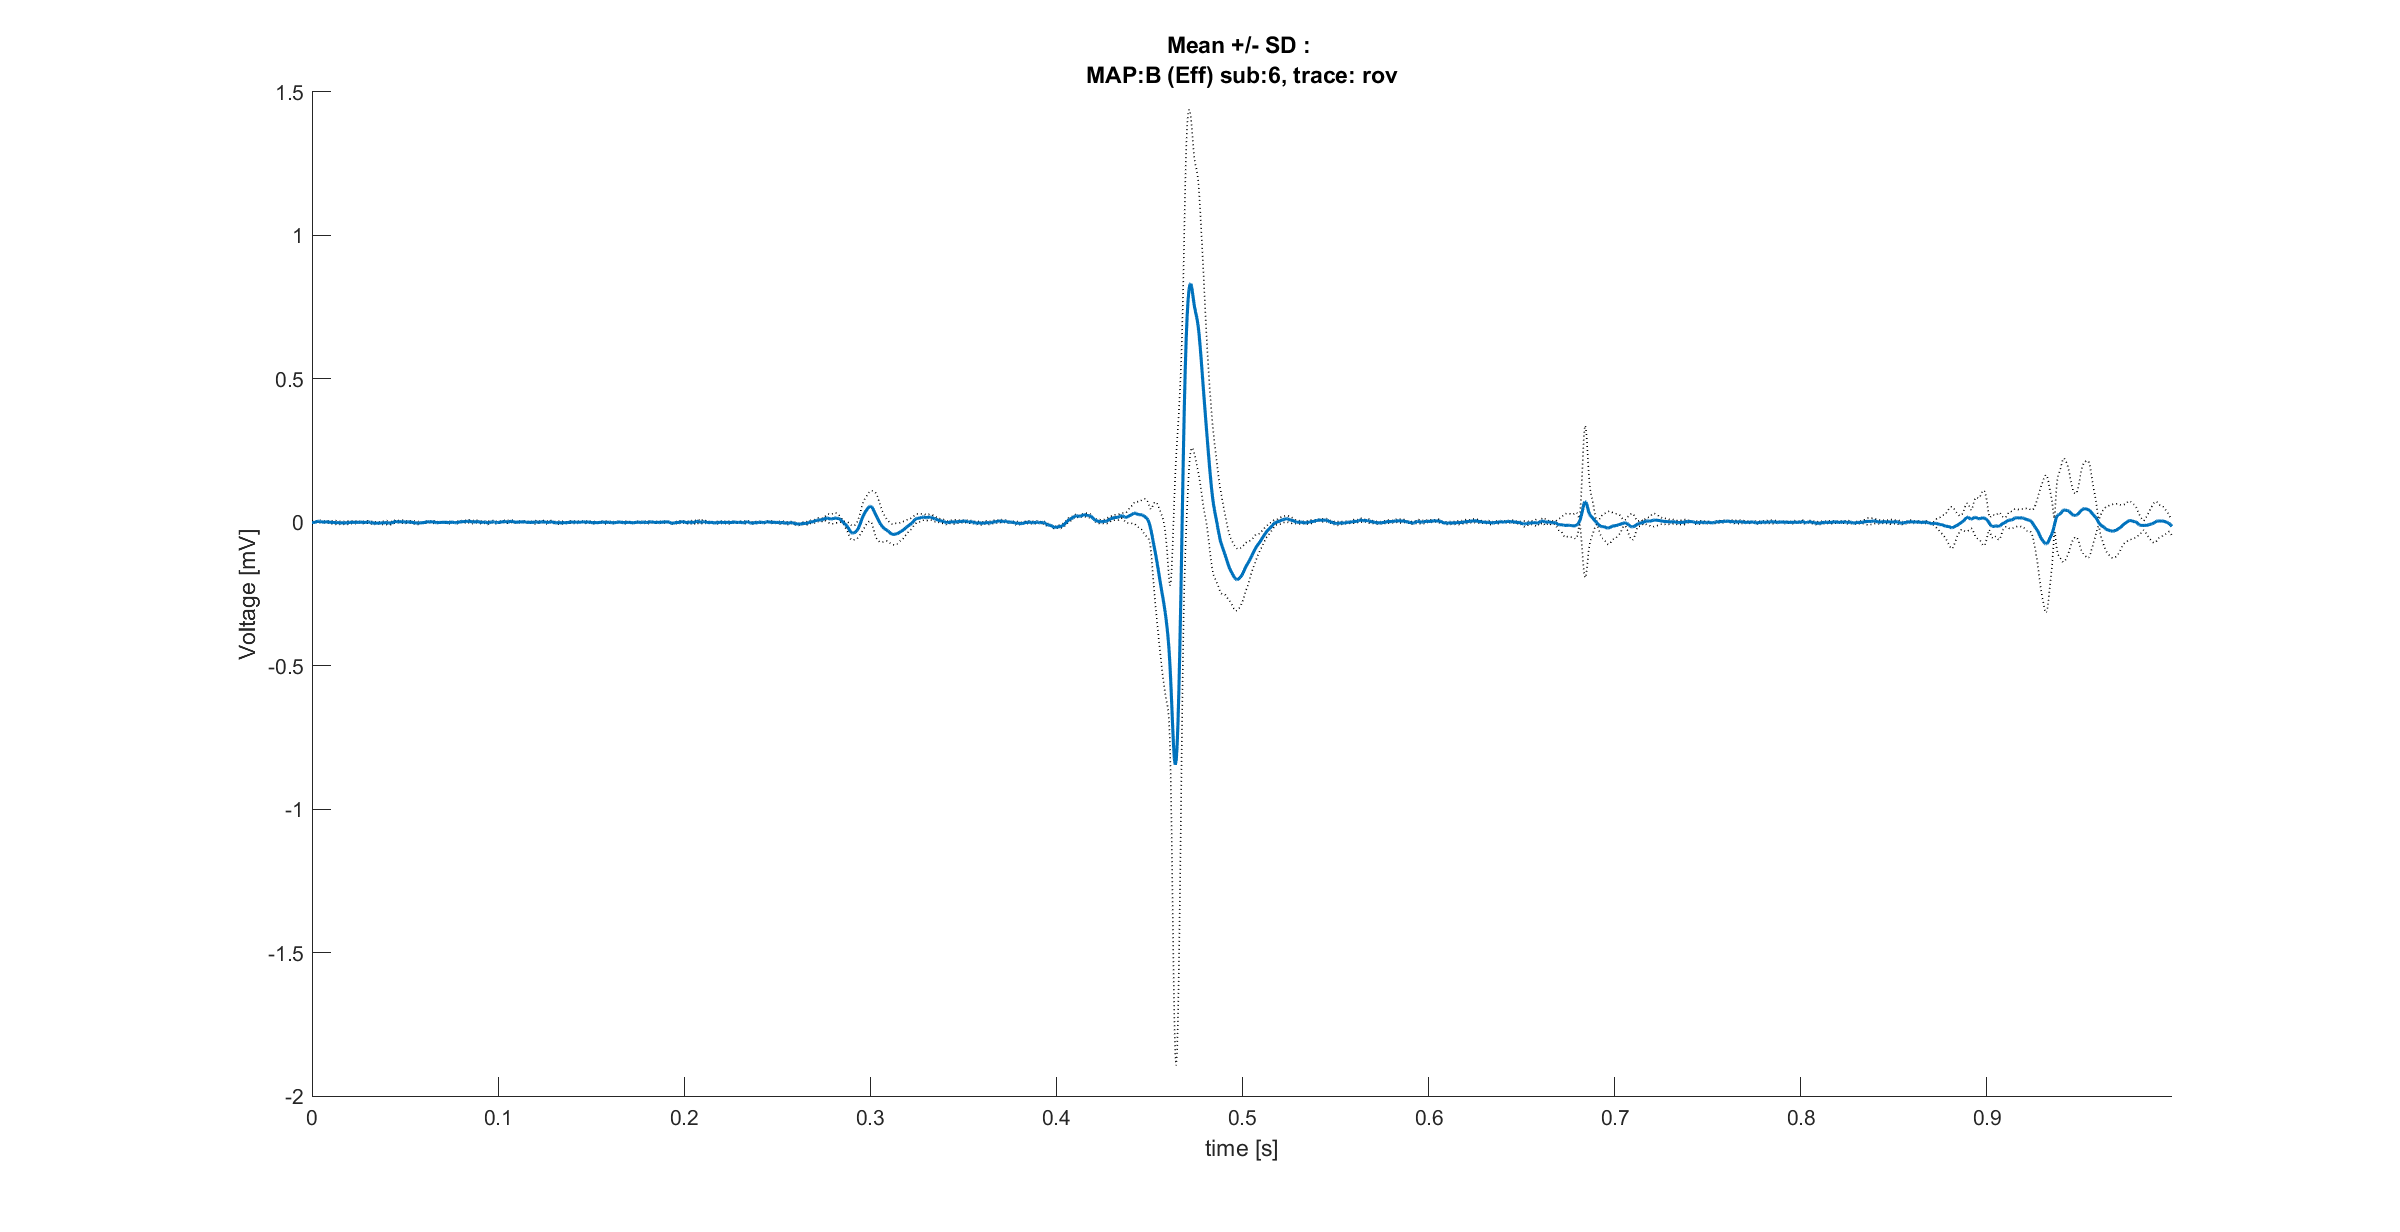 Mean +/- SD :
MAP:B (Eff) sub:6, trace: rov
1.5
1
0.5
0
-0.5
-1
-1.5
-2
Voltage [mV]
0 0.1 0.2 0.3 0.4 0.5 0.6 0.7 0.8 0.9
time [s]